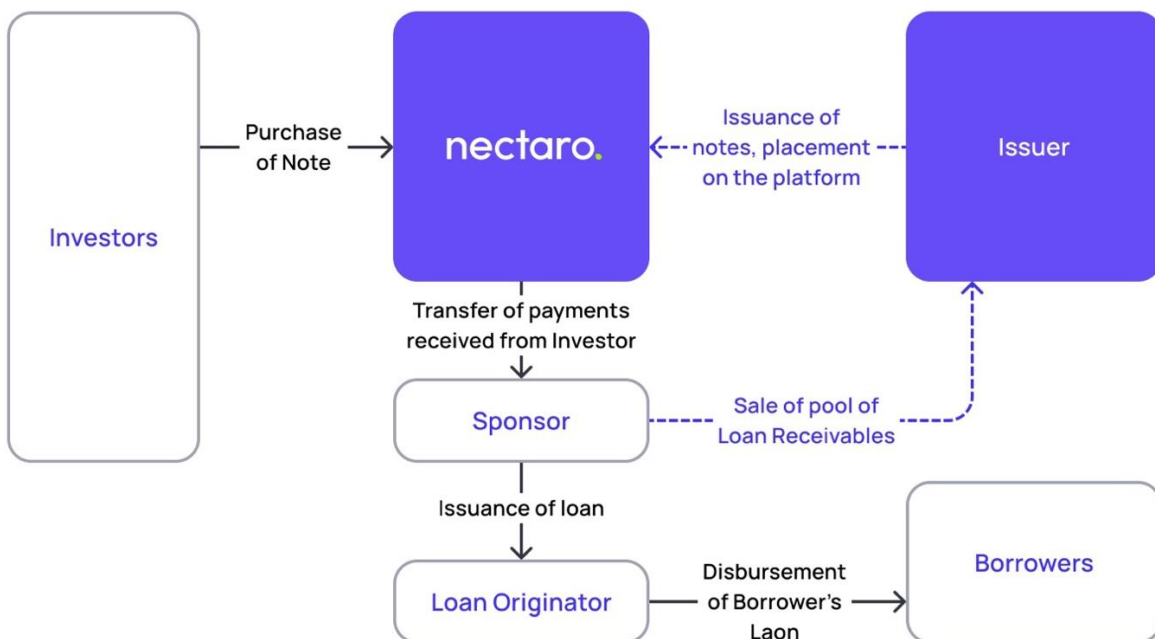 Investors
Purchase
of Note
nectaro.
Issuance of
notes, placement
on the platform
Issuer
Transfer of payments
received from Investor
Sponsor
Sale of pool of
Loan Receivables
Issuance of loan
Loan Originator
Disbursement
of Borrower's
Laon
Borrowers